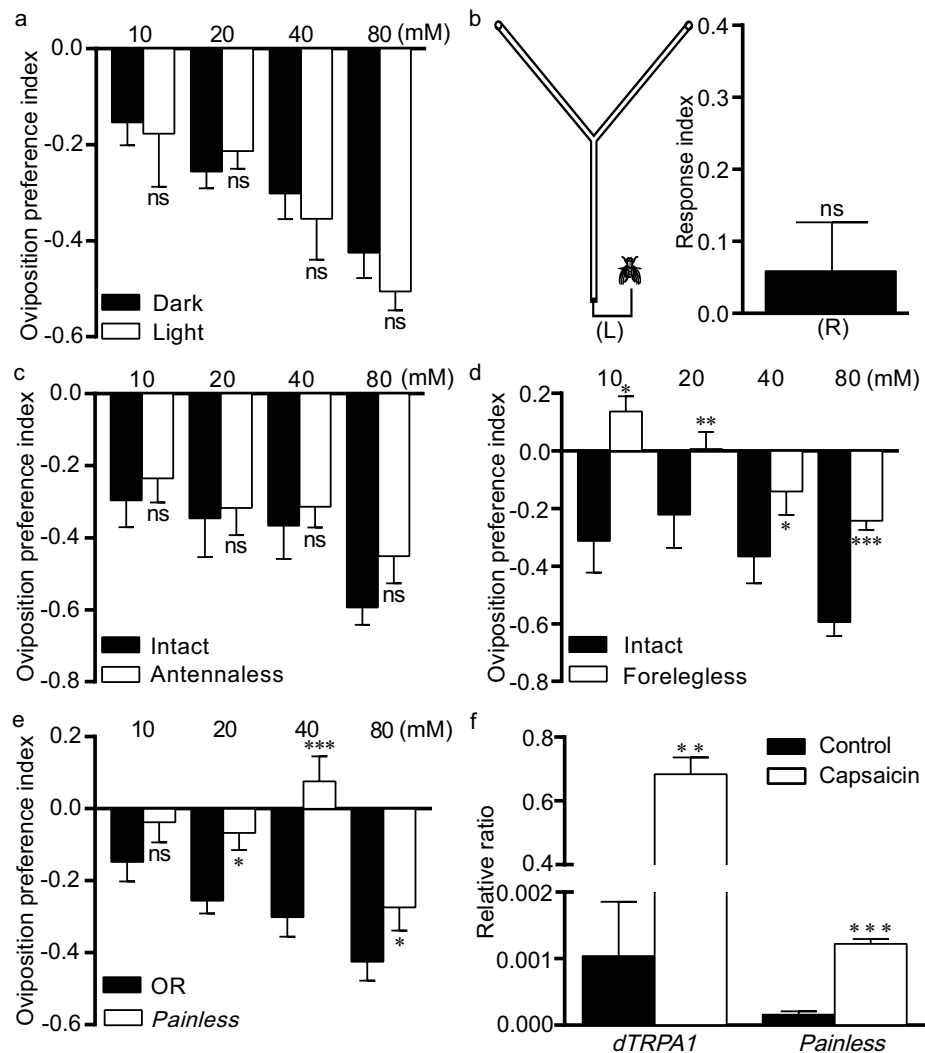 a
10 20 40 80 (mM)
Oviposition preference index
0.0
-0.2
-0.4
-0.6
ns ns ns ns
Dark
Light
b
(L)
Response index
0.4
0.3
0.2
0.1
0.0
ns
(R)
c
10 20 40 80 (mM)
Oviposition preference index
0.0
-0.2
-0.4
-0.6
-0.8
ns ns ns ns
Intact
Antennaless
d
10 20 40 80 (mM)
Oviposition preference index
0.2
0.0
-0.2
-0.4
-0.6
-0.8
* ** * ***
Intact
Forelegless
e
10 20 40 80 (mM)
Oviposition preference index
0.2
0.0
-0.2
-0.4
-0.6
ns * *** *
OR
Painless
f
Relative ratio
0.8
0.6
0.4
0.002
0.001
0.000
Control
Capsaicin
** ***
dTRPA1 Painless